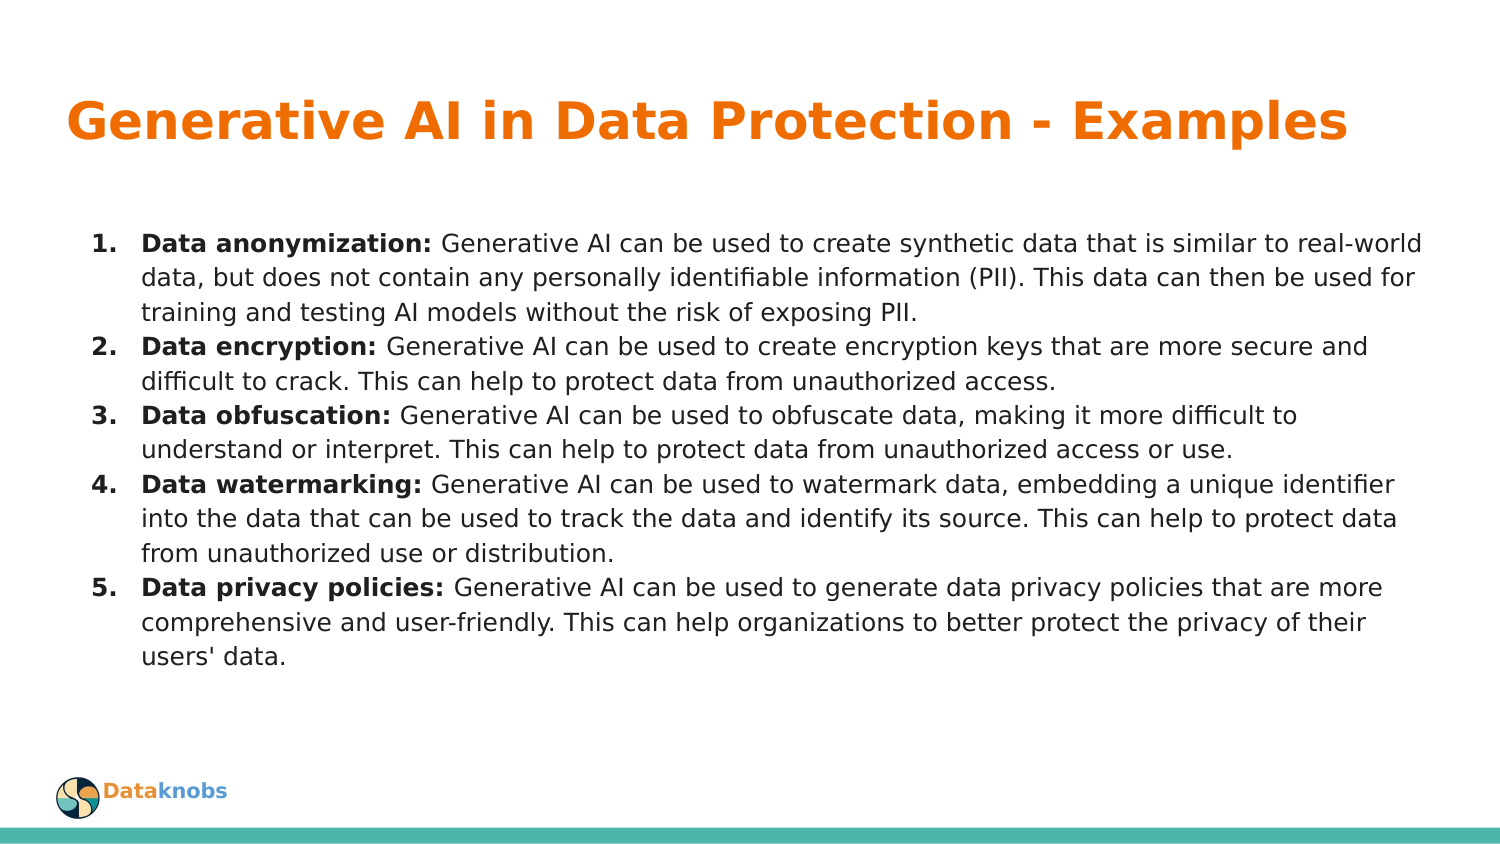 Generative AI in Data Protection - Examples
1. Data anonymization: Generative AI can be used to create synthetic data that is similar to real-world
data, but does not contain any personally identifiable information (PII). This data can then be used for
training and testing AI models without the risk of exposing PII.
2. Data encryption: Generative AI can be used to create encryption keys that are more secure and
difficult to crack. This can help to protect data from unauthorized access.
3. Data obfuscation: Generative AI can be used to obfuscate data, making it more difficult to
understand or interpret. This can help to protect data from unauthorized access or use.
4. Data watermarking: Generative AI can be used to watermark data, embedding a unique identifier
into the data that can be used to track the data and identify its source. This can help to protect data
from unauthorized use or distribution.
5. Data privacy policies: Generative AI can be used to generate data privacy policies that are more
comprehensive and user-friendly. This can help organizations to better protect the privacy of their
users' data.
Dataknobs